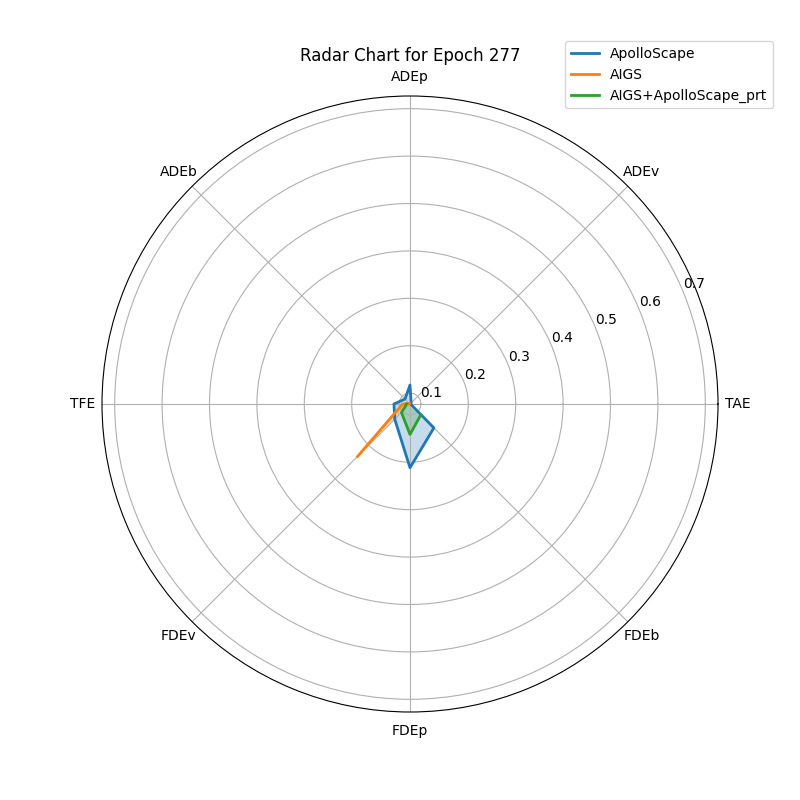 Radar Chart for Epoch 277
ApolloScape
AIGS
AIGS+ApolloScape_prt
ADEp
ADEb
ADEv
TFE
TAE
FDEv
FDEb
FDEp
0.1
0.2
0.3
0.4
0.5
0.6
0.7